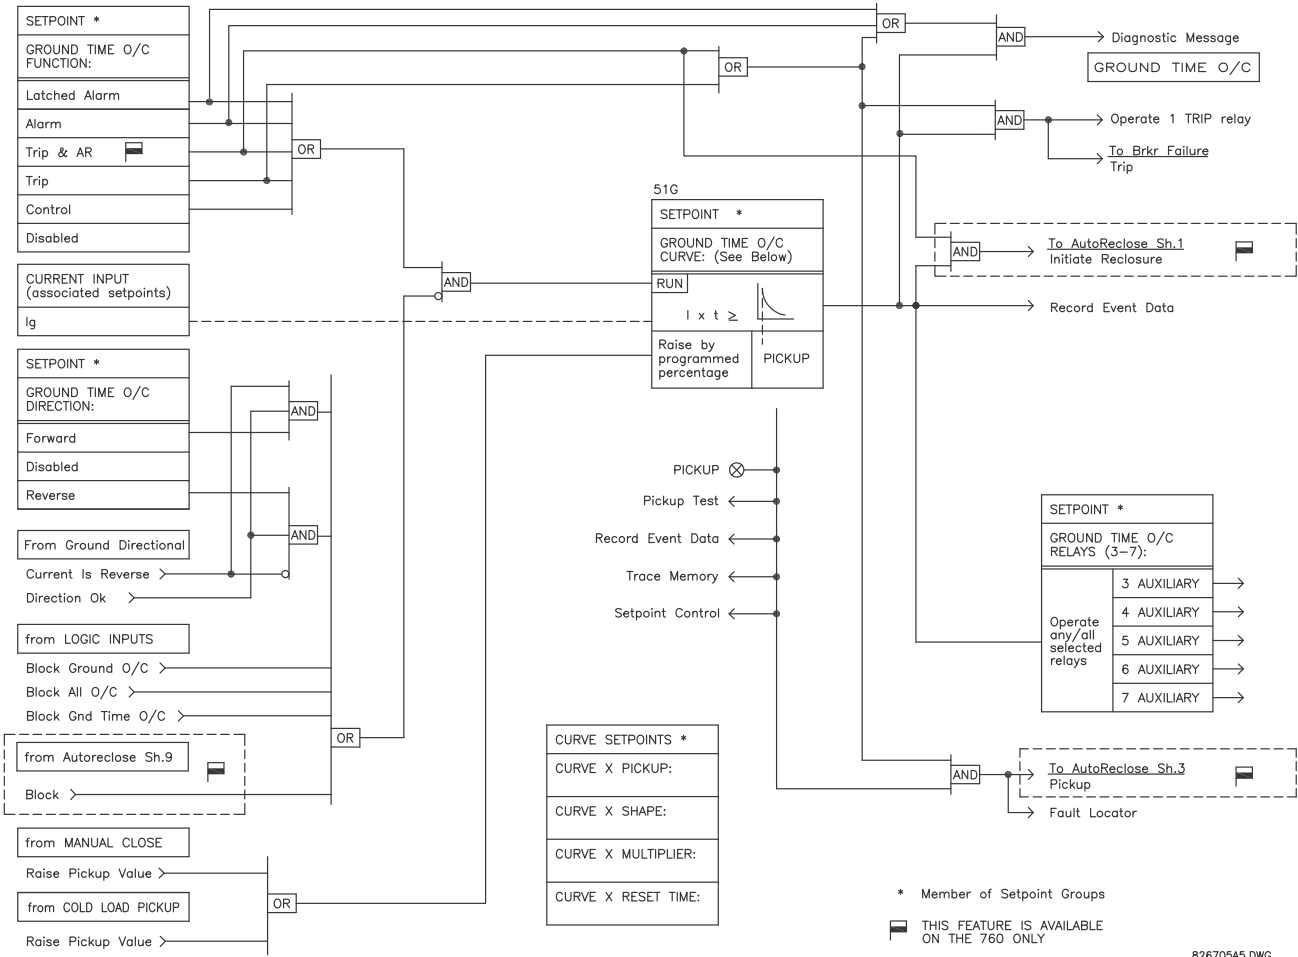 SETPOINT *
GROUND TIME O/C
FUNCTION:
Latched Alarm
Alarm
Trip & AR
Trip
Control
Disabled
CURRENT INPUT
(associated setpoints)
Ig
SETPOINT *
GROUND TIME O/C
DIRECTION:
Forward
Disabled
Reverse
From Ground Directional
Current Is Reverse
Direction Ok
from LOGIC INPUTS
Block Ground O/C
Block All O/C
Block Gnd Time O/C
from Autoreclose Sh.9
Block
from MANUAL CLOSE
Raise Pickup Value
from COLD LOAD PICKUP
Raise Pickup Value
OR
AND
AND
AND
OR
OR
OR
51G
SETPOINT *
GROUND TIME O/C
CURVE: (See Below)
RUN
I x t ≥
Raise by
programmed
percentage
PICKUP
PICKUP
Pickup Test
Record Event Data
Trace Memory
Setpoint Control
CURVE SETPOINTS *
CURVE X PICKUP:
CURVE X SHAPE:
CURVE X MULTIPLIER:
CURVE X RESET TIME:
OR
AND
Diagnostic Message
GROUND TIME O/C
AND
Operate 1 TRIP relay
To Brkr Failure
Trip
AND
To AutoReclose Sh.1
Initiate Reclosure
Record Event Data
SETPOINT *
GROUND TIME O/C
RELAYS (3-7):
Operate
any/all
selected
relays
3 AUXILIARY
4 AUXILIARY
5 AUXILIARY
6 AUXILIARY
7 AUXILIARY
AND
To AutoReclose Sh.3
Pickup
Fault Locator
* Member of Setpoint Groups
THIS FEATURE IS AVAILABLE
ON THE 760 ONLY
826705A5.DWG